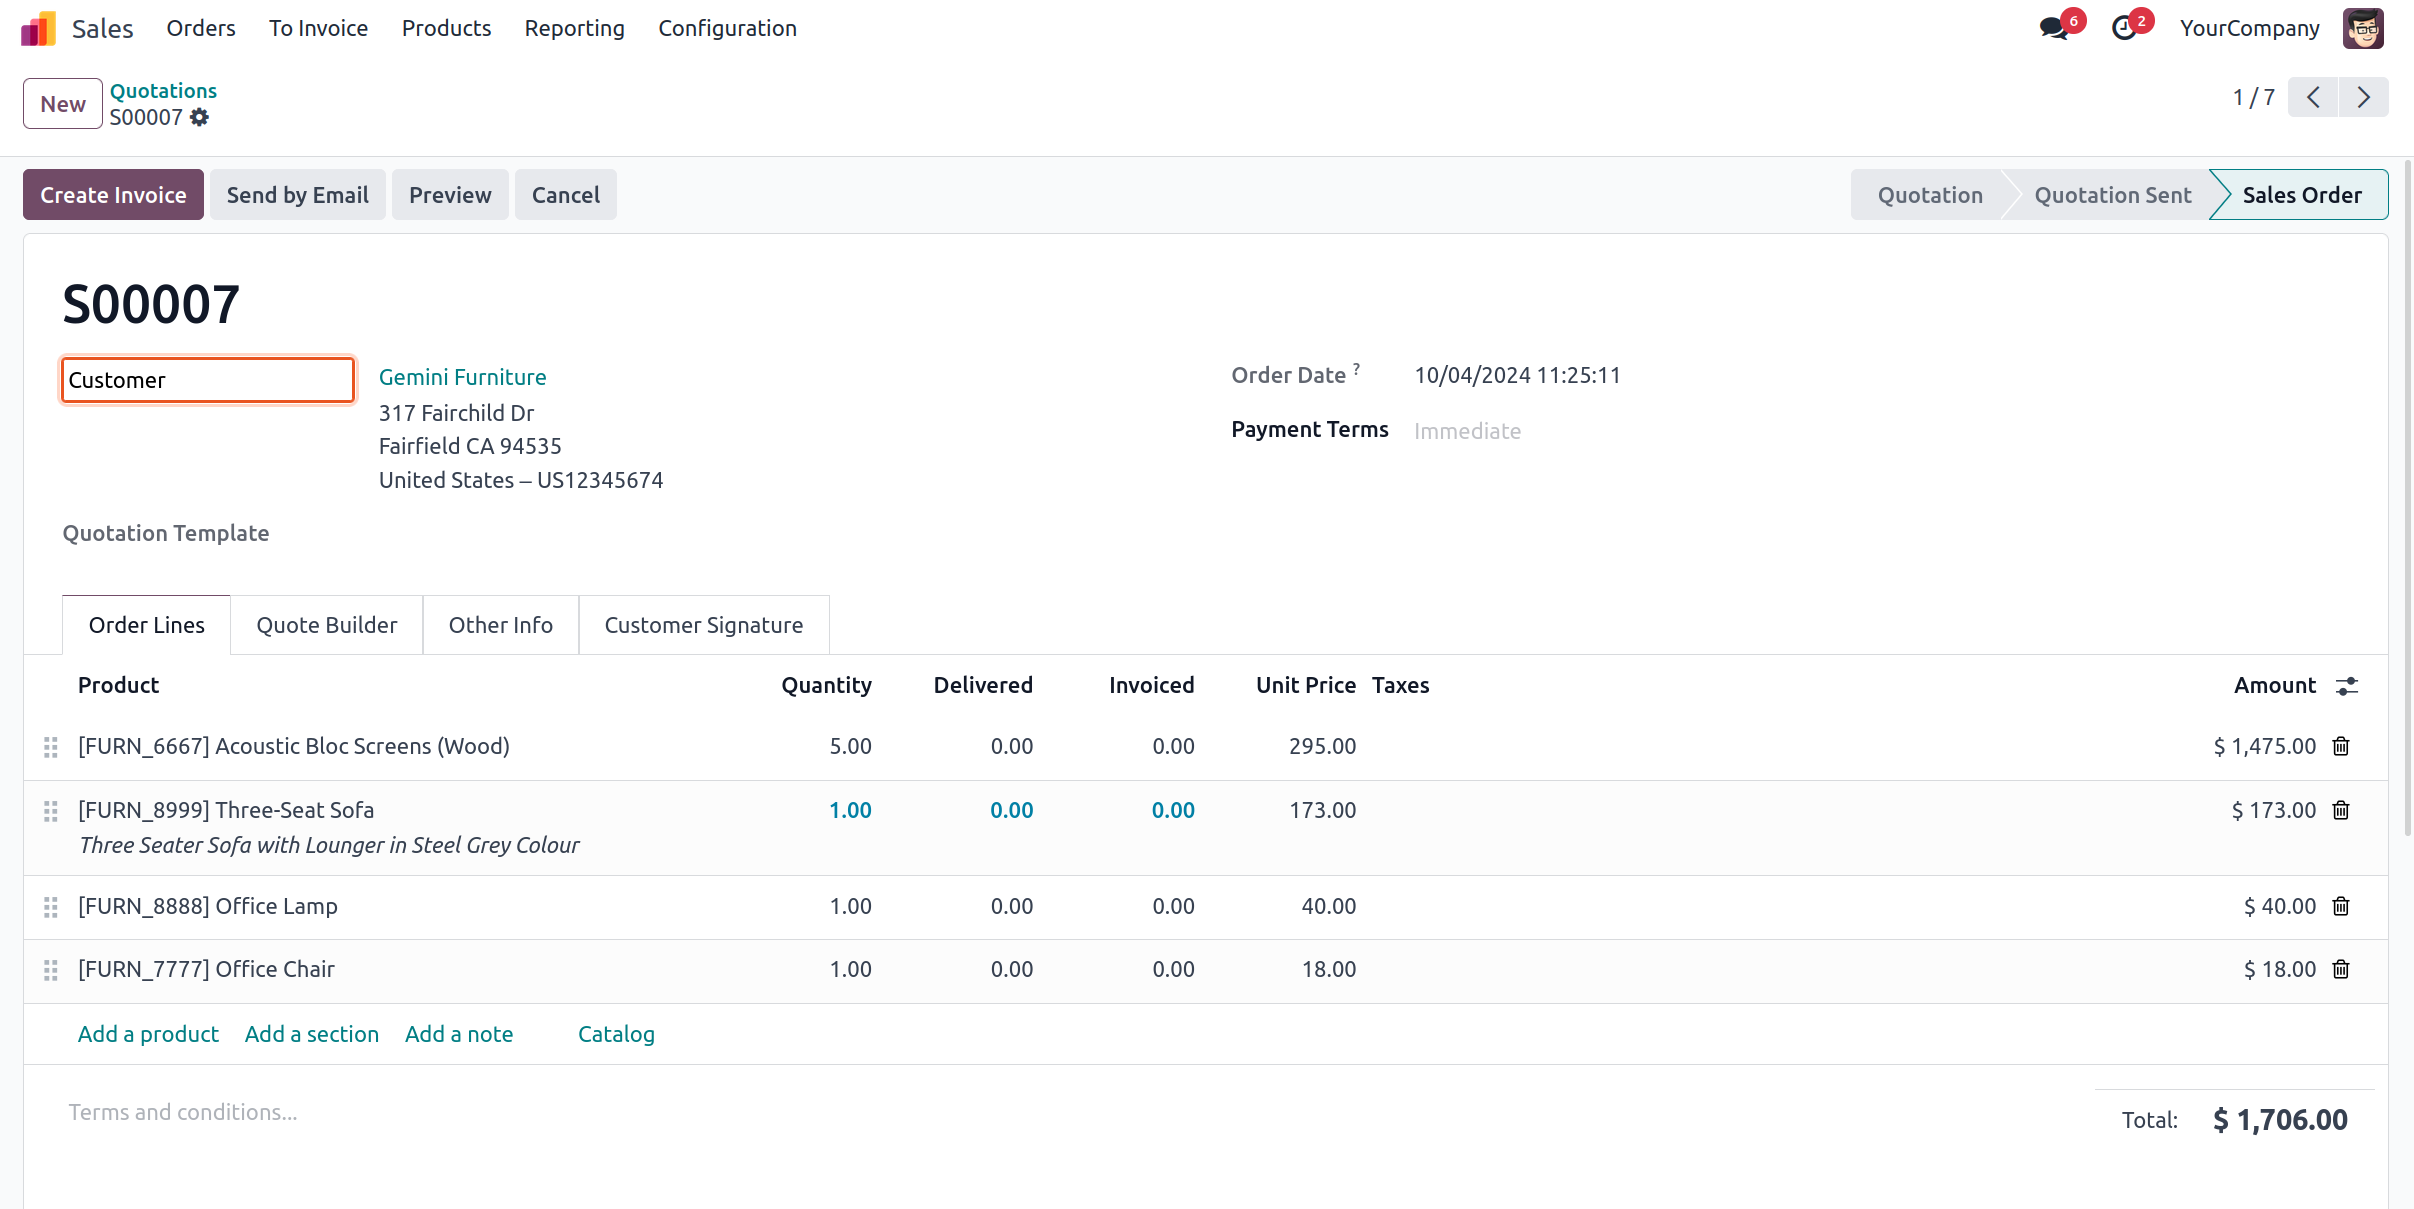 Sales Orders To Invoice Products Reporting Configuration 6 2 YourCompany
New Quotations
S00007
1 / 7
Create Invoice Send by Email Preview Cancel Quotation Quotation Sent Sales Order
S00007
Customer Gemini Furniture
317 Fairchild Dr
Fairfield CA 94535
United States – US12345674
Order Date ? 10/04/2024 11:25:11
Payment Terms Immediate
Quotation Template
Order Lines Quote Builder Other Info Customer Signature
Product Quantity Delivered Invoiced Unit Price Taxes Amount
[FURN_6667] Acoustic Bloc Screens (Wood) 5.00 0.00 0.00 295.00 $ 1,475.00
[FURN_8999] Three-Seat Sofa 1.00 0.00 0.00 173.00 $ 173.00
Three Seater Sofa with Lounger in Steel Grey Colour
[FURN_8888] Office Lamp 1.00 0.00 0.00 40.00 $ 40.00
[FURN_7777] Office Chair 1.00 0.00 0.00 18.00 $ 18.00
Add a product Add a section Add a note Catalog
Terms and conditions...
Total: $ 1,706.00